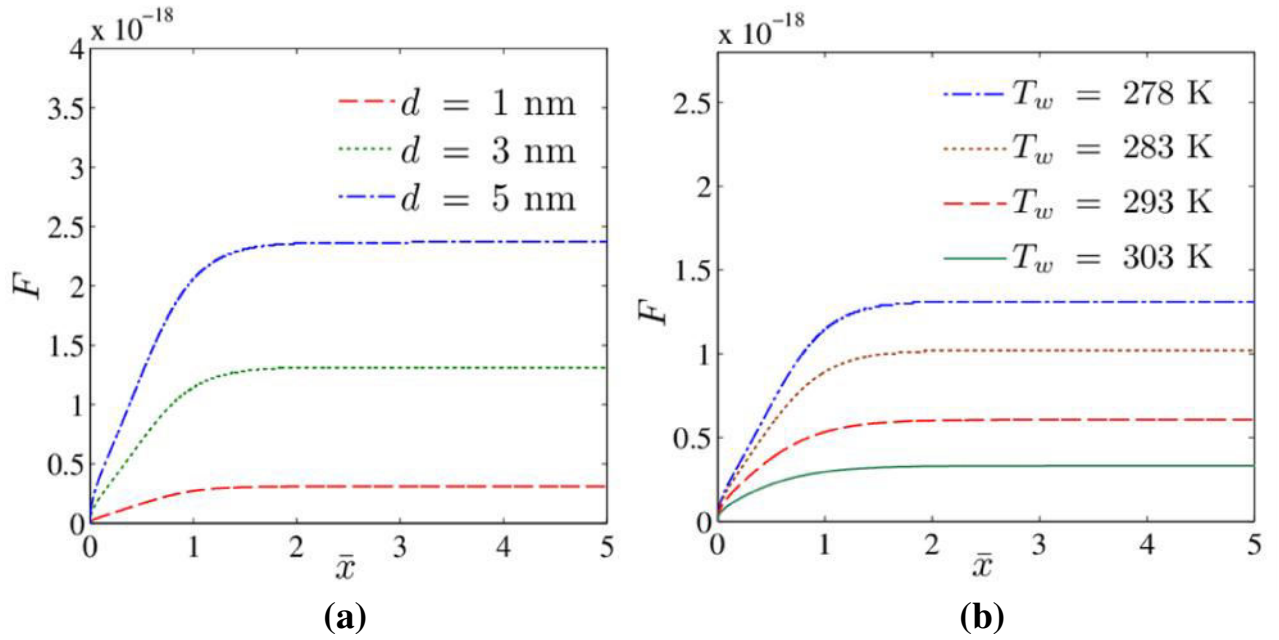 x 10⁻¹⁸
4
3.5
3
2.5
2
1.5
1
0.5
0
F
d = 1 nm
d = 3 nm
d = 5 nm
0 1 2 3 4 5
x̄
(a)
x 10⁻¹⁸
2.5
2
1.5
1
0.5
0
F
T_w = 278 K
T_w = 283 K
T_w = 293 K
T_w = 303 K
0 1 2 3 4 5
x̄
(b)